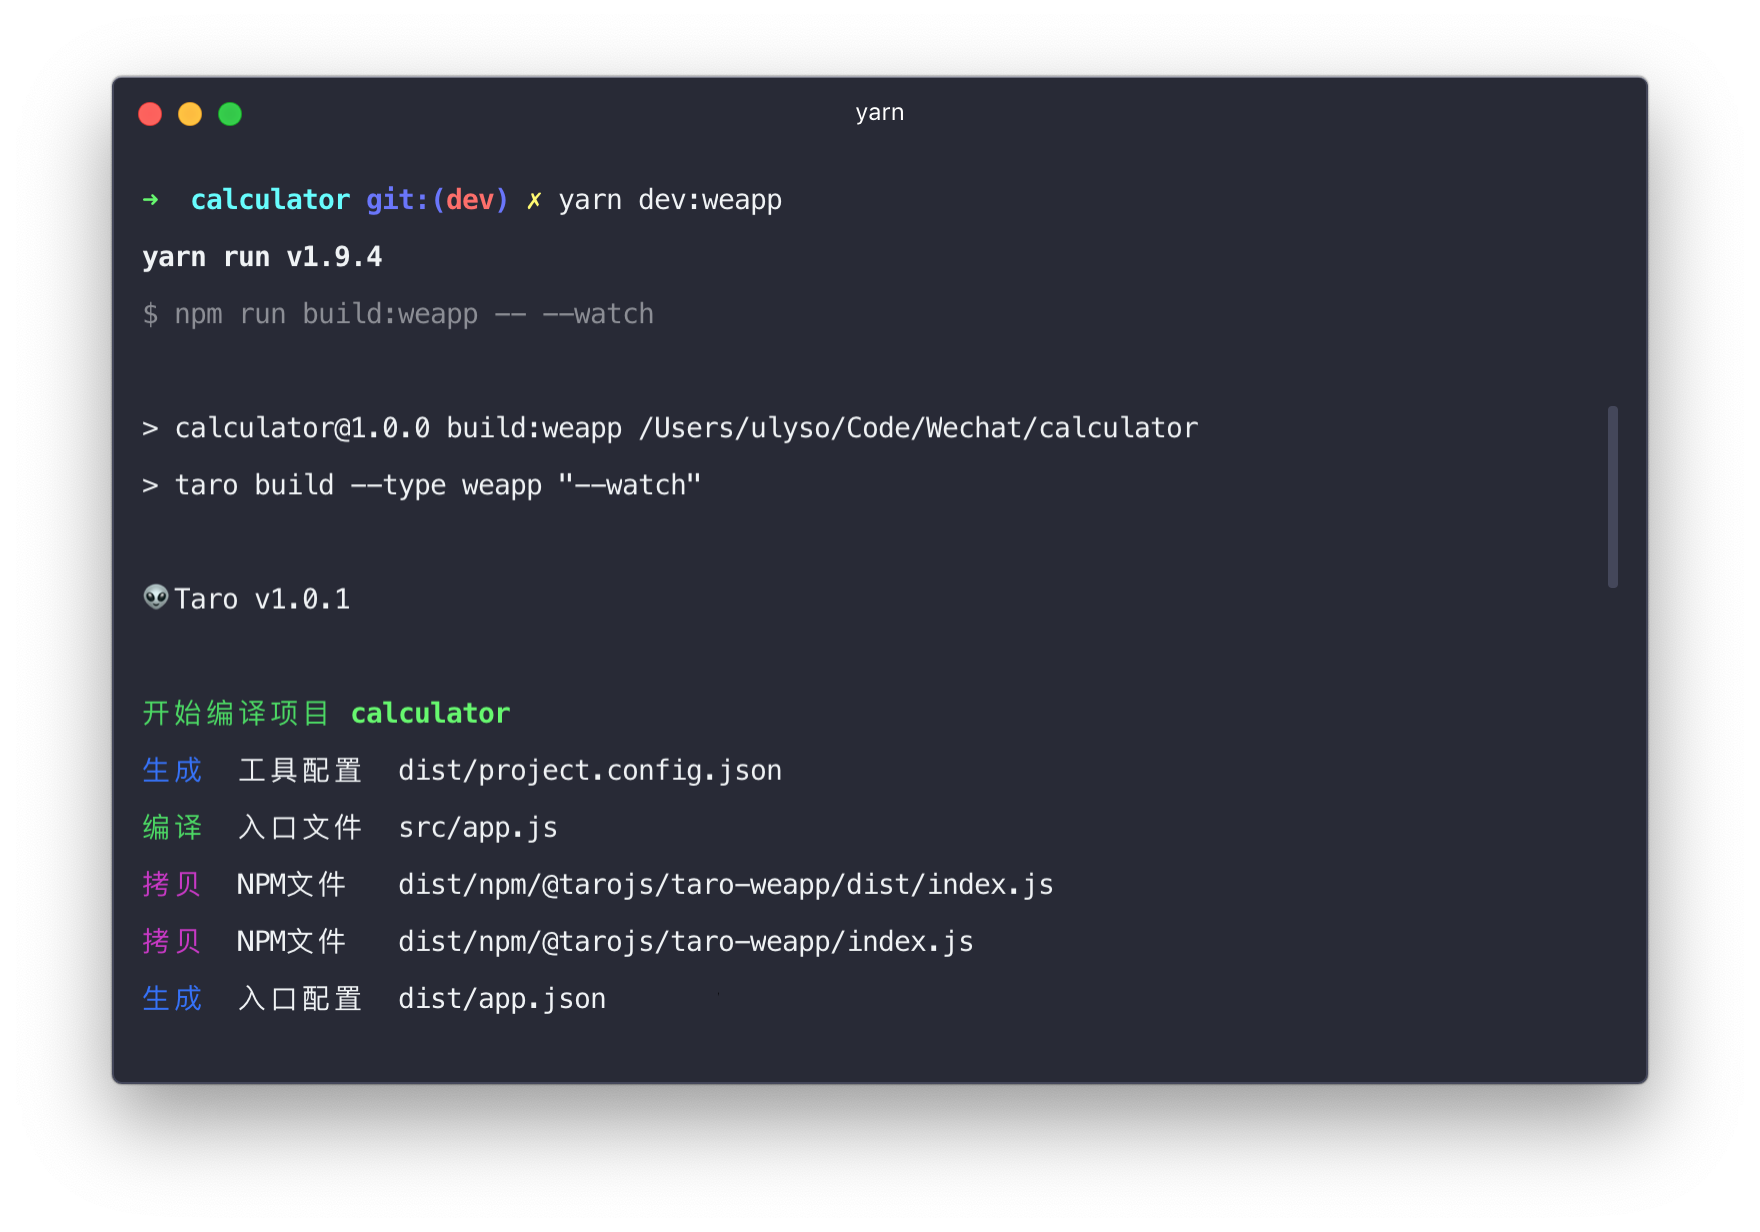 yarn
➜  calculator git:(dev) ✗ yarn dev:weapp
yarn run v1.9.4
$ npm run build:weapp -- --watch
> calculator@1.0.0 build:weapp /Users/ulyso/Code/Wechat/calculator
> taro build --type weapp "--watch"
👽 Taro v1.0.1
开始编译项目 calculator
生成  工具配置  dist/project.config.json
编译  入口文件  src/app.js
拷贝  NPM文件  dist/npm/@tarojs/taro-weapp/dist/index.js
拷贝  NPM文件  dist/npm/@tarojs/taro-weapp/index.js
生成  入口配置  dist/app.json